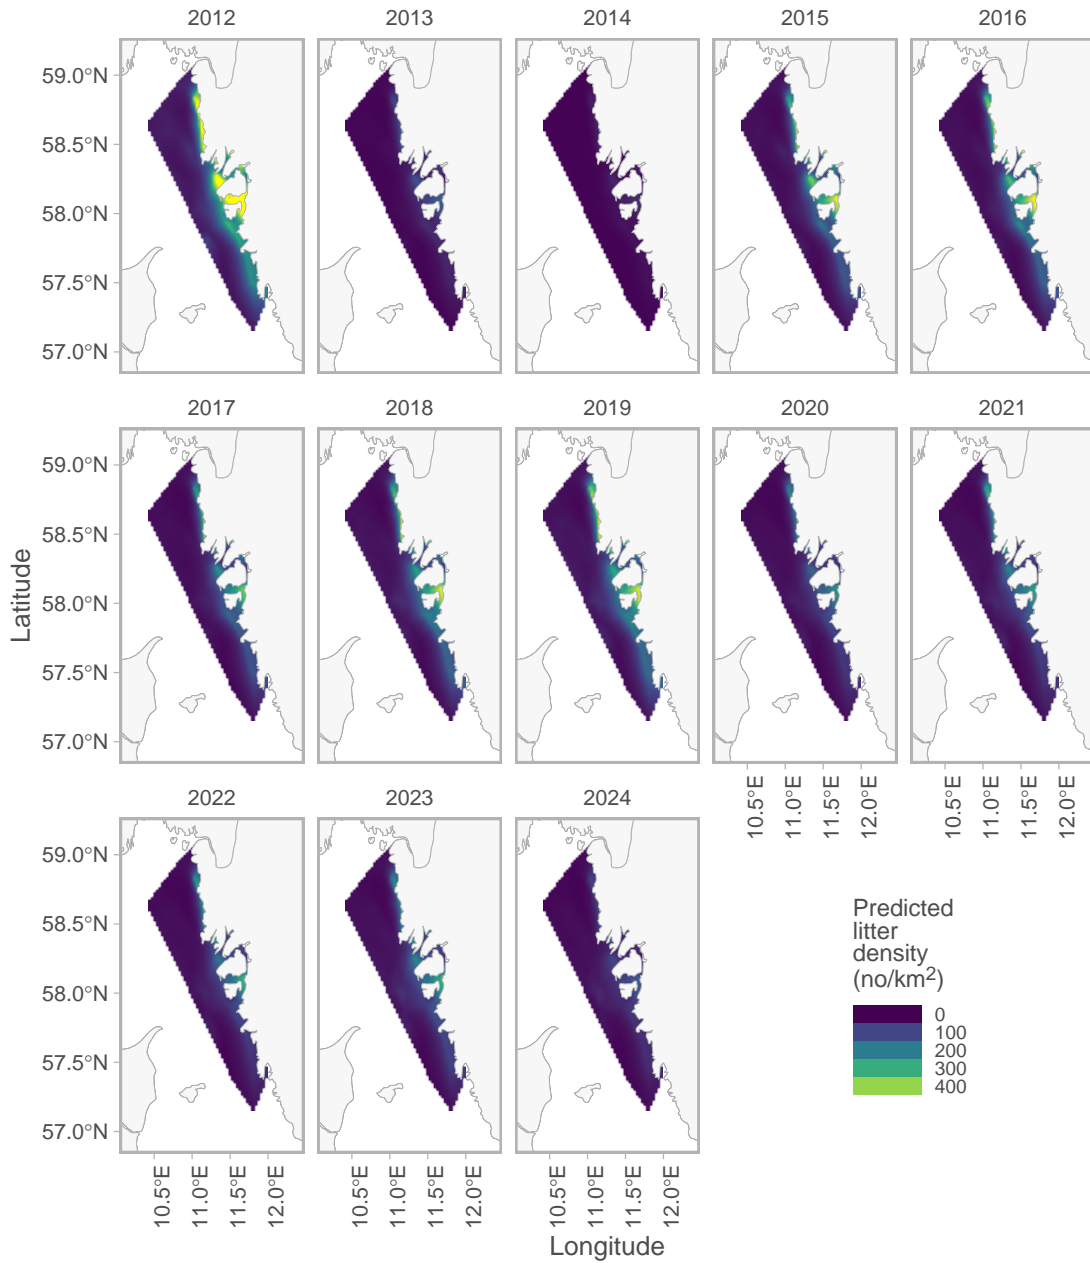 2012 2013 2014 2015 2016
59.0°N
58.5°N
58.0°N
57.5°N
57.0°N
2017 2018 2019 2020 2021
59.0°N
58.5°N
58.0°N
57.5°N
57.0°N
Latitude
10.5°E 11.0°E 11.5°E 12.0°E 10.5°E 11.0°E 11.5°E 12.0°E
2022 2023 2024
59.0°N
58.5°N
58.0°N
57.5°N
57.0°N
10.5°E 11.0°E 11.5°E 12.0°E 10.5°E 11.0°E 11.5°E 12.0°E 10.5°E 11.0°E 11.5°E 12.0°E
Longitude
Predicted
litter
density
(no/km²)
0
100
200
300
400